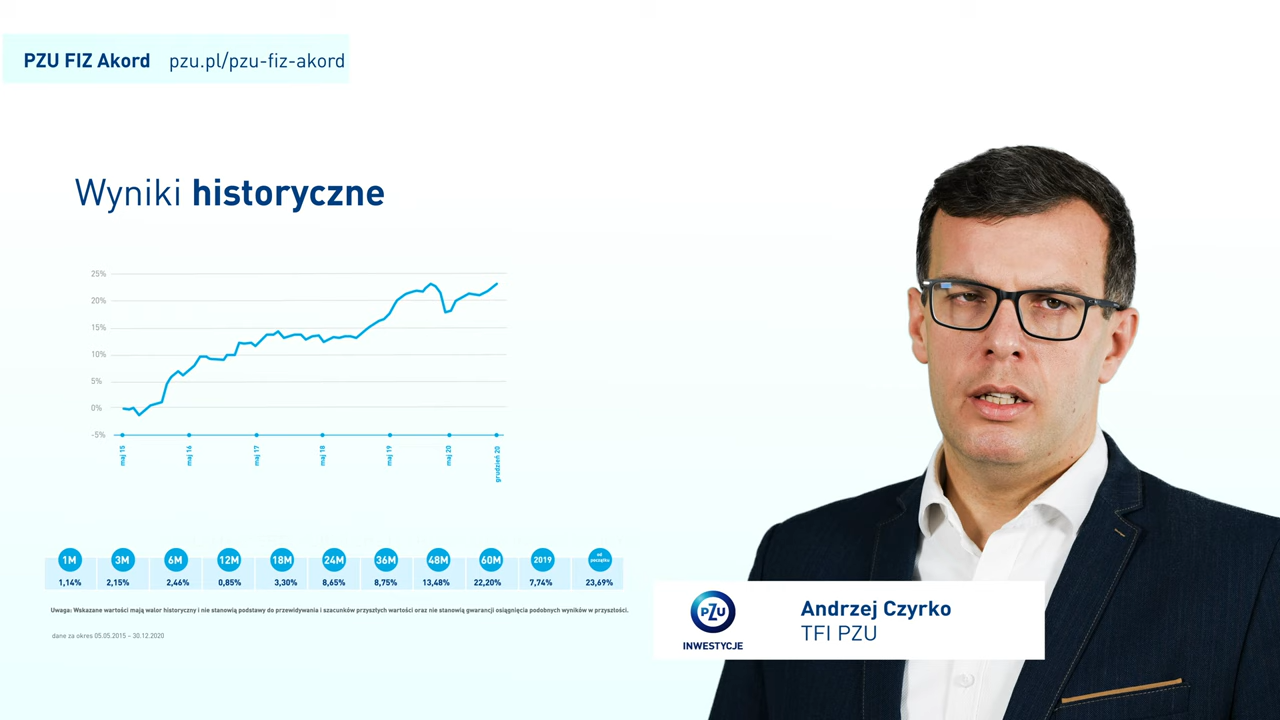 PZU FIZ Akord pzu.pl/pzu-fiz-akord
Wyniki historyczne
25%
20%
15%
10%
5%
0%
-5%
maj 15
maj 16
maj 17
maj 18
maj 19
maj 20
grudzień 20
1M 3M 6M 12M 18M 24M 36M 48M 60M 2019 od początku
1,14% 2,15% 2,46% 0,85% 3,30% 8,65% 8,75% 13,48% 22,20% 7,74% 23,69%
Uwaga: Wskazane wartości mają walor historyczny i nie stanowią podstawy do przewidywania i szacunków przyszłych wartości oraz nie stanowią gwarancji osiągnięcia podobnych wyników w przyszłości.
dane za okres 05.05.2015 – 30.12.2020
PZU
INWESTYCJE
Andrzej Czyrko
TFI PZU